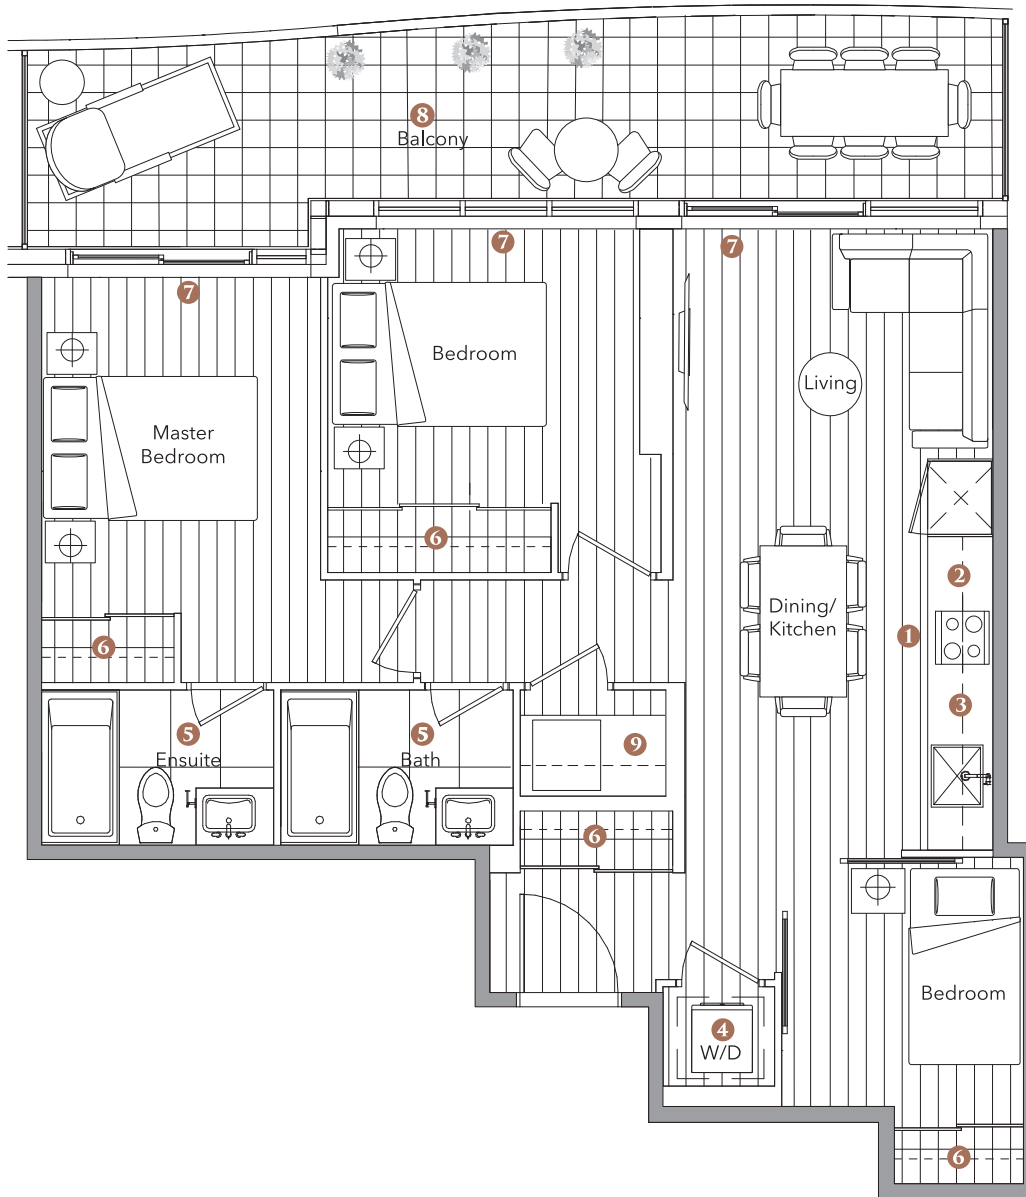 8
Balcony
7
7
7
Bedroom
Living
Master
Bedroom
6
2
Dining/
Kitchen
1
6
3
5
Ensuite
5
Bath
9
6
Bedroom
4
W/D
6